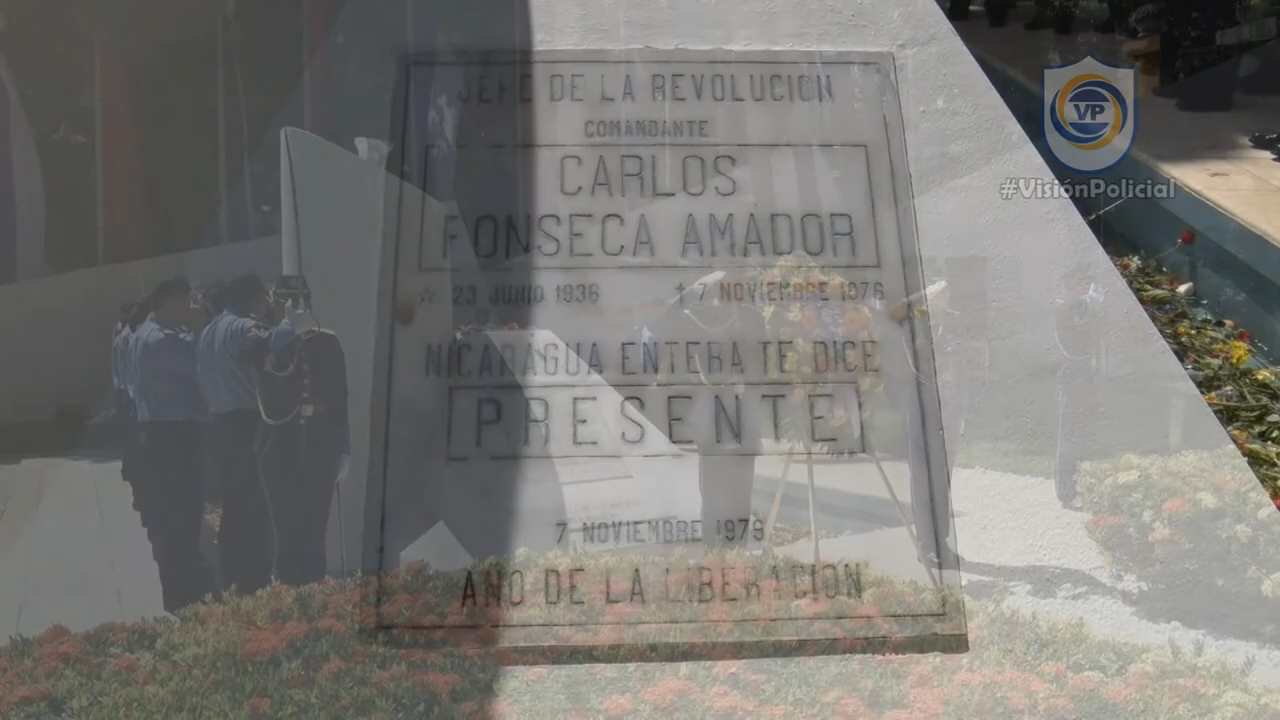 JEFE DE LA REVOLUCION
COMANDANTE
CARLOS
FONSECA AMADOR
☆ 23 JUNIO 1936 † 7 NOVIEMBRE 1976
NICARAGUA ENTERA TE DICE
PRESENTE
7 NOVIEMBRE 1979
AÑO DE LA LIBERACION
VP
#VisiónPolicial